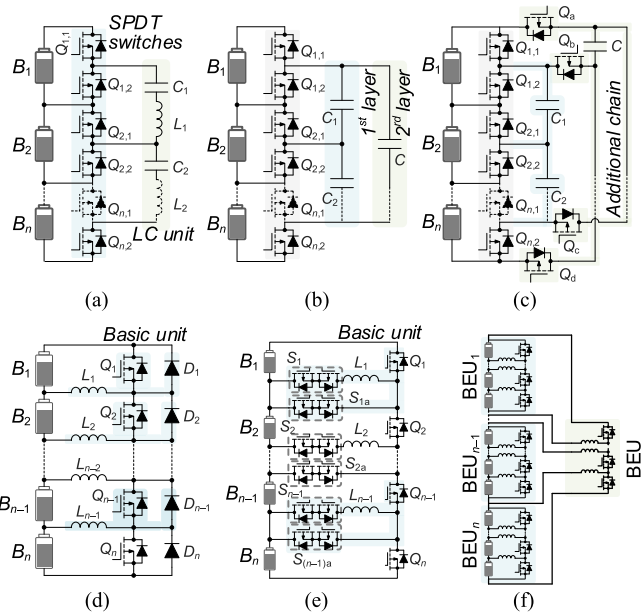 SPDT
switches
Q1,1
B1
Q1,2
C1
Q2,1
L1
B2
Q2,2
C2
Qn,1
L2
Bn
Qn,2
LC unit
(a)
B1
Q1,1
Q1,2
C1
1st layer
2rd layer
Q2,1
C
B2
Q2,2
C2
Qn,1
Bn
Qn,2
(b)
Qa
Qb
C
B1
Q1,1
Q1,2
C1
Q2,1
B2
Q2,2
C2
Additional chain
Qn,1
Bn
Qn,2
Qc
Qd
(c)
Basic unit
B1
Q1
D1
L1
B2
Q2
D2
L2
Ln−2
Bn−1
Qn−1
Dn−1
Ln−1
Bn
Qn
Dn
(d)
Basic unit
B1
S1
L1
Q1
S1a
B2
S2
L2
Q2
S2a
Bn−1
Sn−1
Ln−1
Qn−1
Bn
S(n−1)a
Qn
(e)
BEU1
BEUn−1
BEUn
BEU
(f)